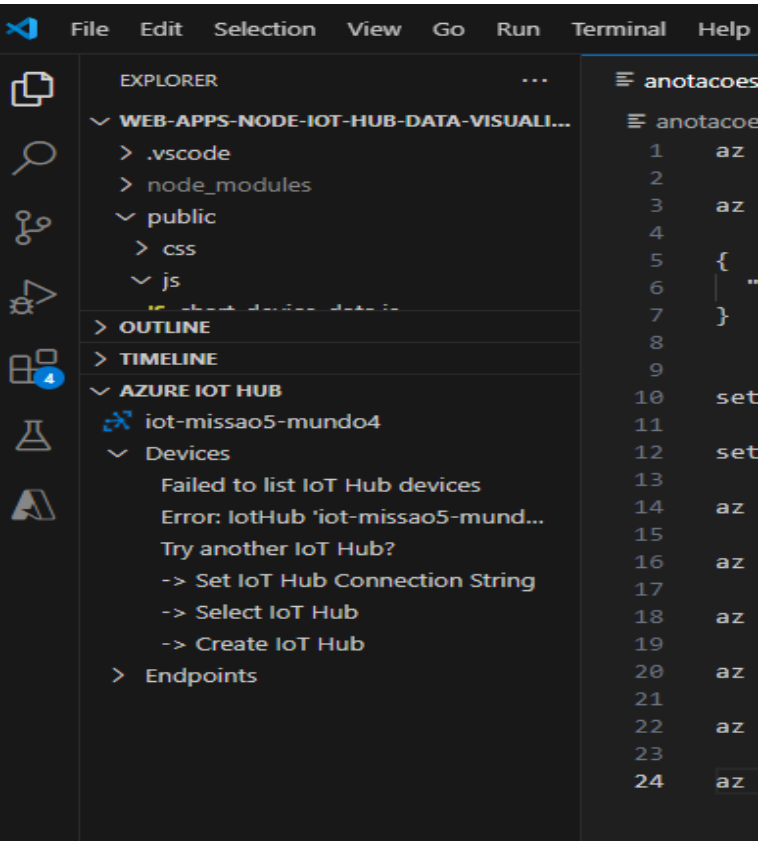 File Edit Selection View Go Run Terminal Help
EXPLORER ...
WEB-APPS-NODE-IOT-HUB-DATA-VISUALI...
> .vscode
> node_modules
public
> css
js
OUTLINE
TIMELINE
AZURE IOT HUB
iot-missao5-mundo4
Devices
Failed to list IoT Hub devices
Error: IotHub 'iot-missao5-mund...
Try another IoT Hub?
-> Set IoT Hub Connection String
-> Select IoT Hub
-> Create IoT Hub
> Endpoints
4
anotacoes
anotacoe
1 az
2
3 az
4
5 {
6 "
7 }
8
9
10 set
11
12 set
13
14 az
15
16 az
17
18 az
19
20 az
21
22 az
23
24 az